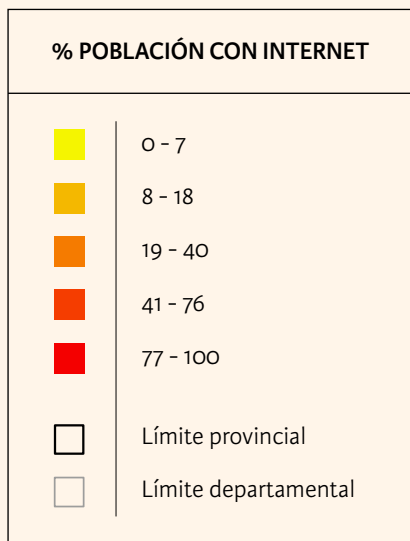 % POBLACIÓN CON INTERNET
0 - 7
8 - 18
19 - 40
41 - 76
77 - 100
Límite provincial
Límite departamental